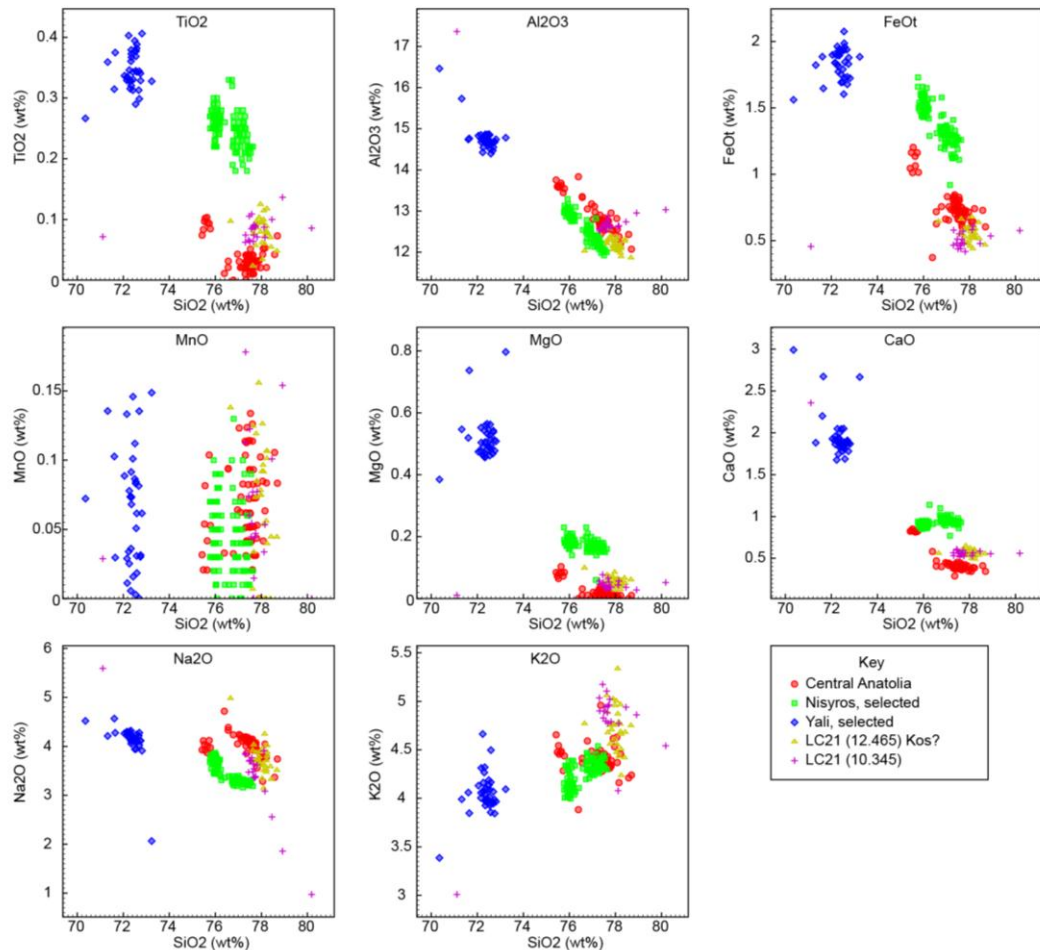 TiO2
0.4
0.3
0.2
0.1
0
TiO2 (wt%)
70 72 74 76 78 80
SiO2 (wt%)
Al2O3
17
16
15
14
13
12
Al2O3 (wt%)
70 72 74 76 78 80
SiO2 (wt%)
FeOt
2
1.5
1
0.5
FeOt (wt%)
70 72 74 76 78 80
SiO2 (wt%)
MnO
0.15
0.1
0.05
0
MnO (wt%)
70 72 74 76 78 80
SiO2 (wt%)
MgO
0.8
0.6
0.4
0.2
0
MgO (wt%)
70 72 74 76 78 80
SiO2 (wt%)
CaO
3
2.5
2
1.5
1
0.5
CaO (wt%)
70 72 74 76 78 80
SiO2 (wt%)
Na2O
6
5
4
3
2
1
Na2O (wt%)
70 72 74 76 78 80
SiO2 (wt%)
K2O
5.5
5
4.5
4
3.5
3
K2O (wt%)
70 72 74 76 78 80
SiO2 (wt%)
Key
Central Anatolia
Nisyros, selected
Yali, selected
LC21 (12.465) Kos?
LC21 (10.345)